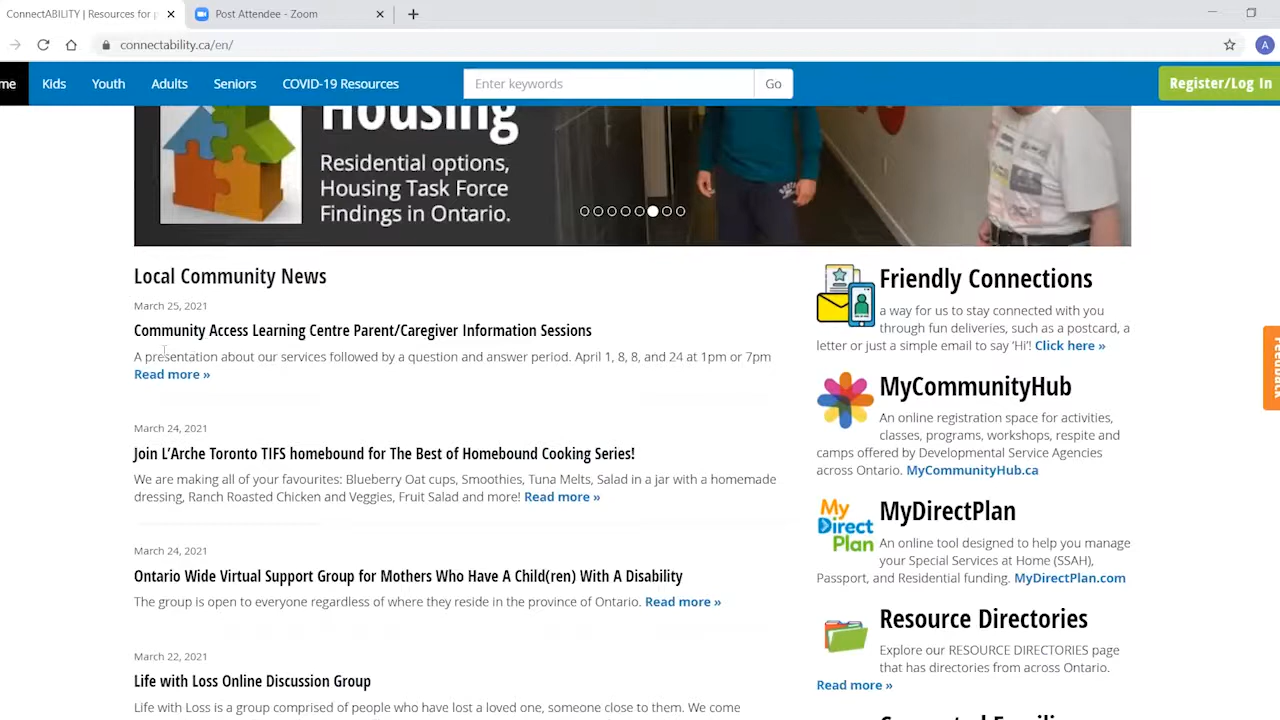 ConnectABILITY | Resources for
Post Attendee - Zoom
connectability.ca/en/
A
me
Kids
Youth
Adults
Seniors
COVID-19 Resources
Enter keywords
Go
Register/Log In
Housing
Residential options,
Housing Task Force
Findings in Ontario.
Local Community News
March 25, 2021
Community Access Learning Centre Parent/Caregiver Information Sessions
A presentation about our services followed by a question and answer period. April 1, 8, 8, and 24 at 1pm or 7pm
Read more »
March 24, 2021
Join L'Arche Toronto TIFS homebound for The Best of Homebound Cooking Series!
We are making all of your favourites: Blueberry Oat cups, Smoothies, Tuna Melts, Salad in a jar with a homemade
dressing, Ranch Roasted Chicken and Veggies, Fruit Salad and more! Read more »
March 24, 2021
Ontario Wide Virtual Support Group for Mothers Who Have A Child(ren) With A Disability
The group is open to everyone regardless of where they reside in the province of Ontario. Read more »
March 22, 2021
Life with Loss Online Discussion Group
Life with Loss is a group comprised of people who have lost a loved one, someone close to them. We come
Friendly Connections
a way for us to stay connected with you
through fun deliveries, such as a postcard, a
letter or just a simple email to say 'Hi'! Click here »
MyCommunityHub
An online registration space for activities,
classes, programs, workshops, respite and
camps offered by Developmental Service Agencies
across Ontario. MyCommunityHub.ca
My
Direct
Plan
MyDirectPlan
An online tool designed to help you manage
your Special Services at Home (SSAH),
Passport, and Residential funding. MyDirectPlan.com
Resource Directories
Explore our RESOURCE DIRECTORIES page
that has directories from across Ontario.
Read more »
Feedback